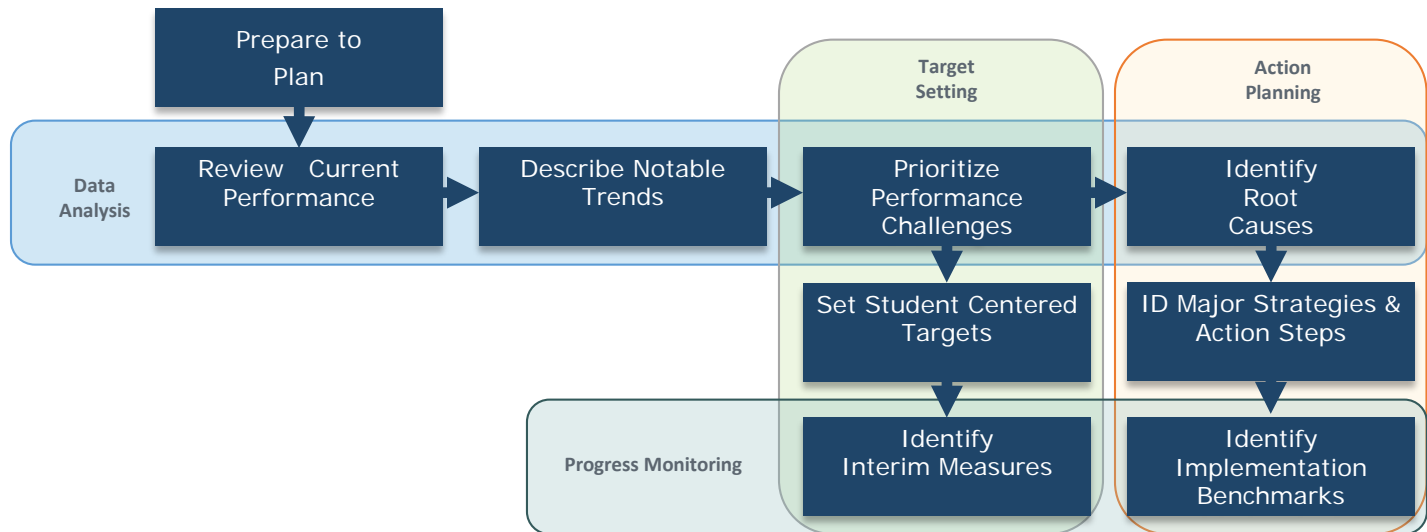 Prepare to
Plan
Target
Setting
Action
Planning
Data
Analysis
Review Current
Performance
Describe Notable
Trends
Prioritize
Performance
Challenges
Identify
Root
Causes
Set Student Centered
Targets
ID Major Strategies &
Action Steps
Progress Monitoring
Identify
Interim Measures
Identify
Implementation
Benchmarks